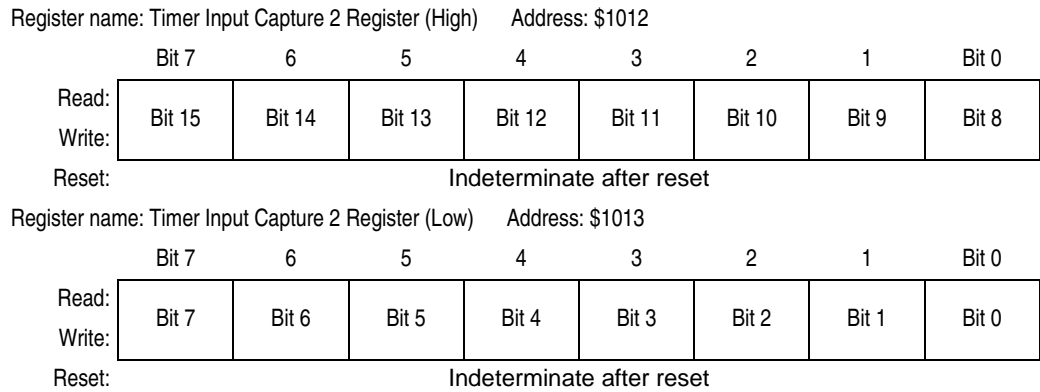 Register name: Timer Input Capture 2 Register (High) Address: $1012
Bit 7 6 5 4 3 2 1 Bit 0
Read:
Bit 15 Bit 14 Bit 13 Bit 12 Bit 11 Bit 10 Bit 9 Bit 8
Write:
Reset: Indeterminate after reset
Register name: Timer Input Capture 2 Register (Low) Address: $1013
Bit 7 6 5 4 3 2 1 Bit 0
Read:
Bit 7 Bit 6 Bit 5 Bit 4 Bit 3 Bit 2 Bit 1 Bit 0
Write:
Reset: Indeterminate after reset